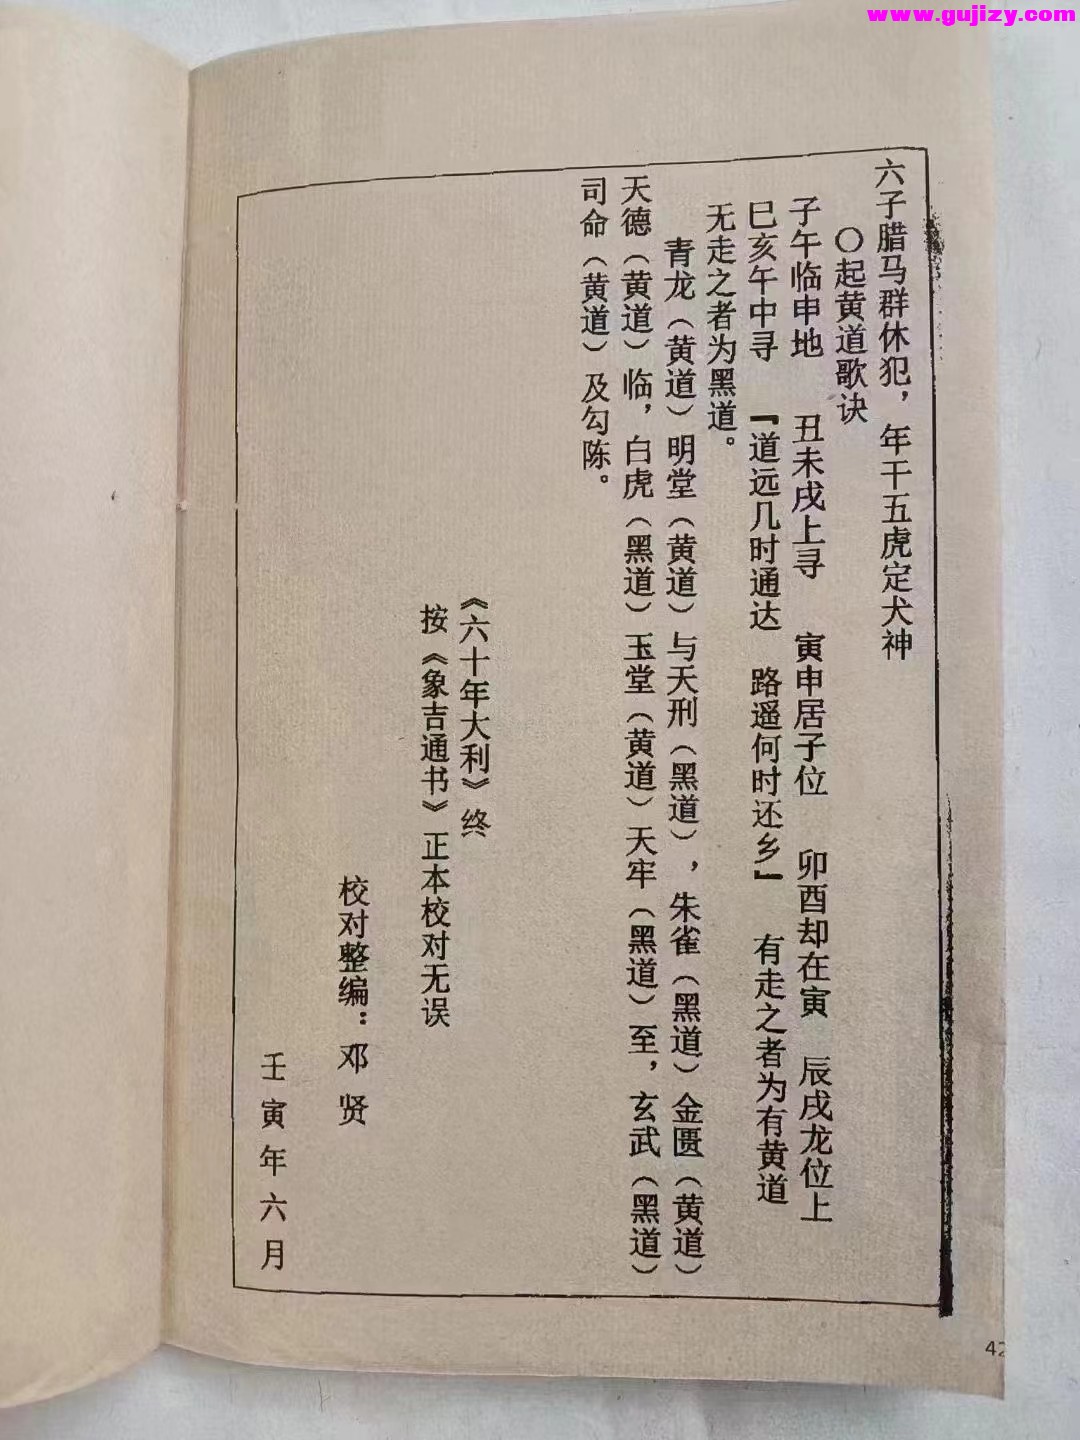 www.gujizy.com
六子腊马群休犯，年干五虎定犬神
〇起黄道歌诀
子午临申地 丑未戌上寻 寅申居子位 卯酉却在寅 辰戌龙位上
巳亥午中寻 『道远几时通达 路遥何时还乡』 有走之者为有黄道
无走之者为黑道。
青龙（黄道）明堂（黄道）与天刑（黑道），朱雀（黑道）金匮（黄道）
天德（黄道）临，白虎（黑道）玉堂（黄道）天牢（黑道）至，玄武（黑道）
司命（黄道）及勾陈。
《六十年大利》终
按《象吉通书》正本校对无误
校对整编：邓贤
壬寅年六月
42